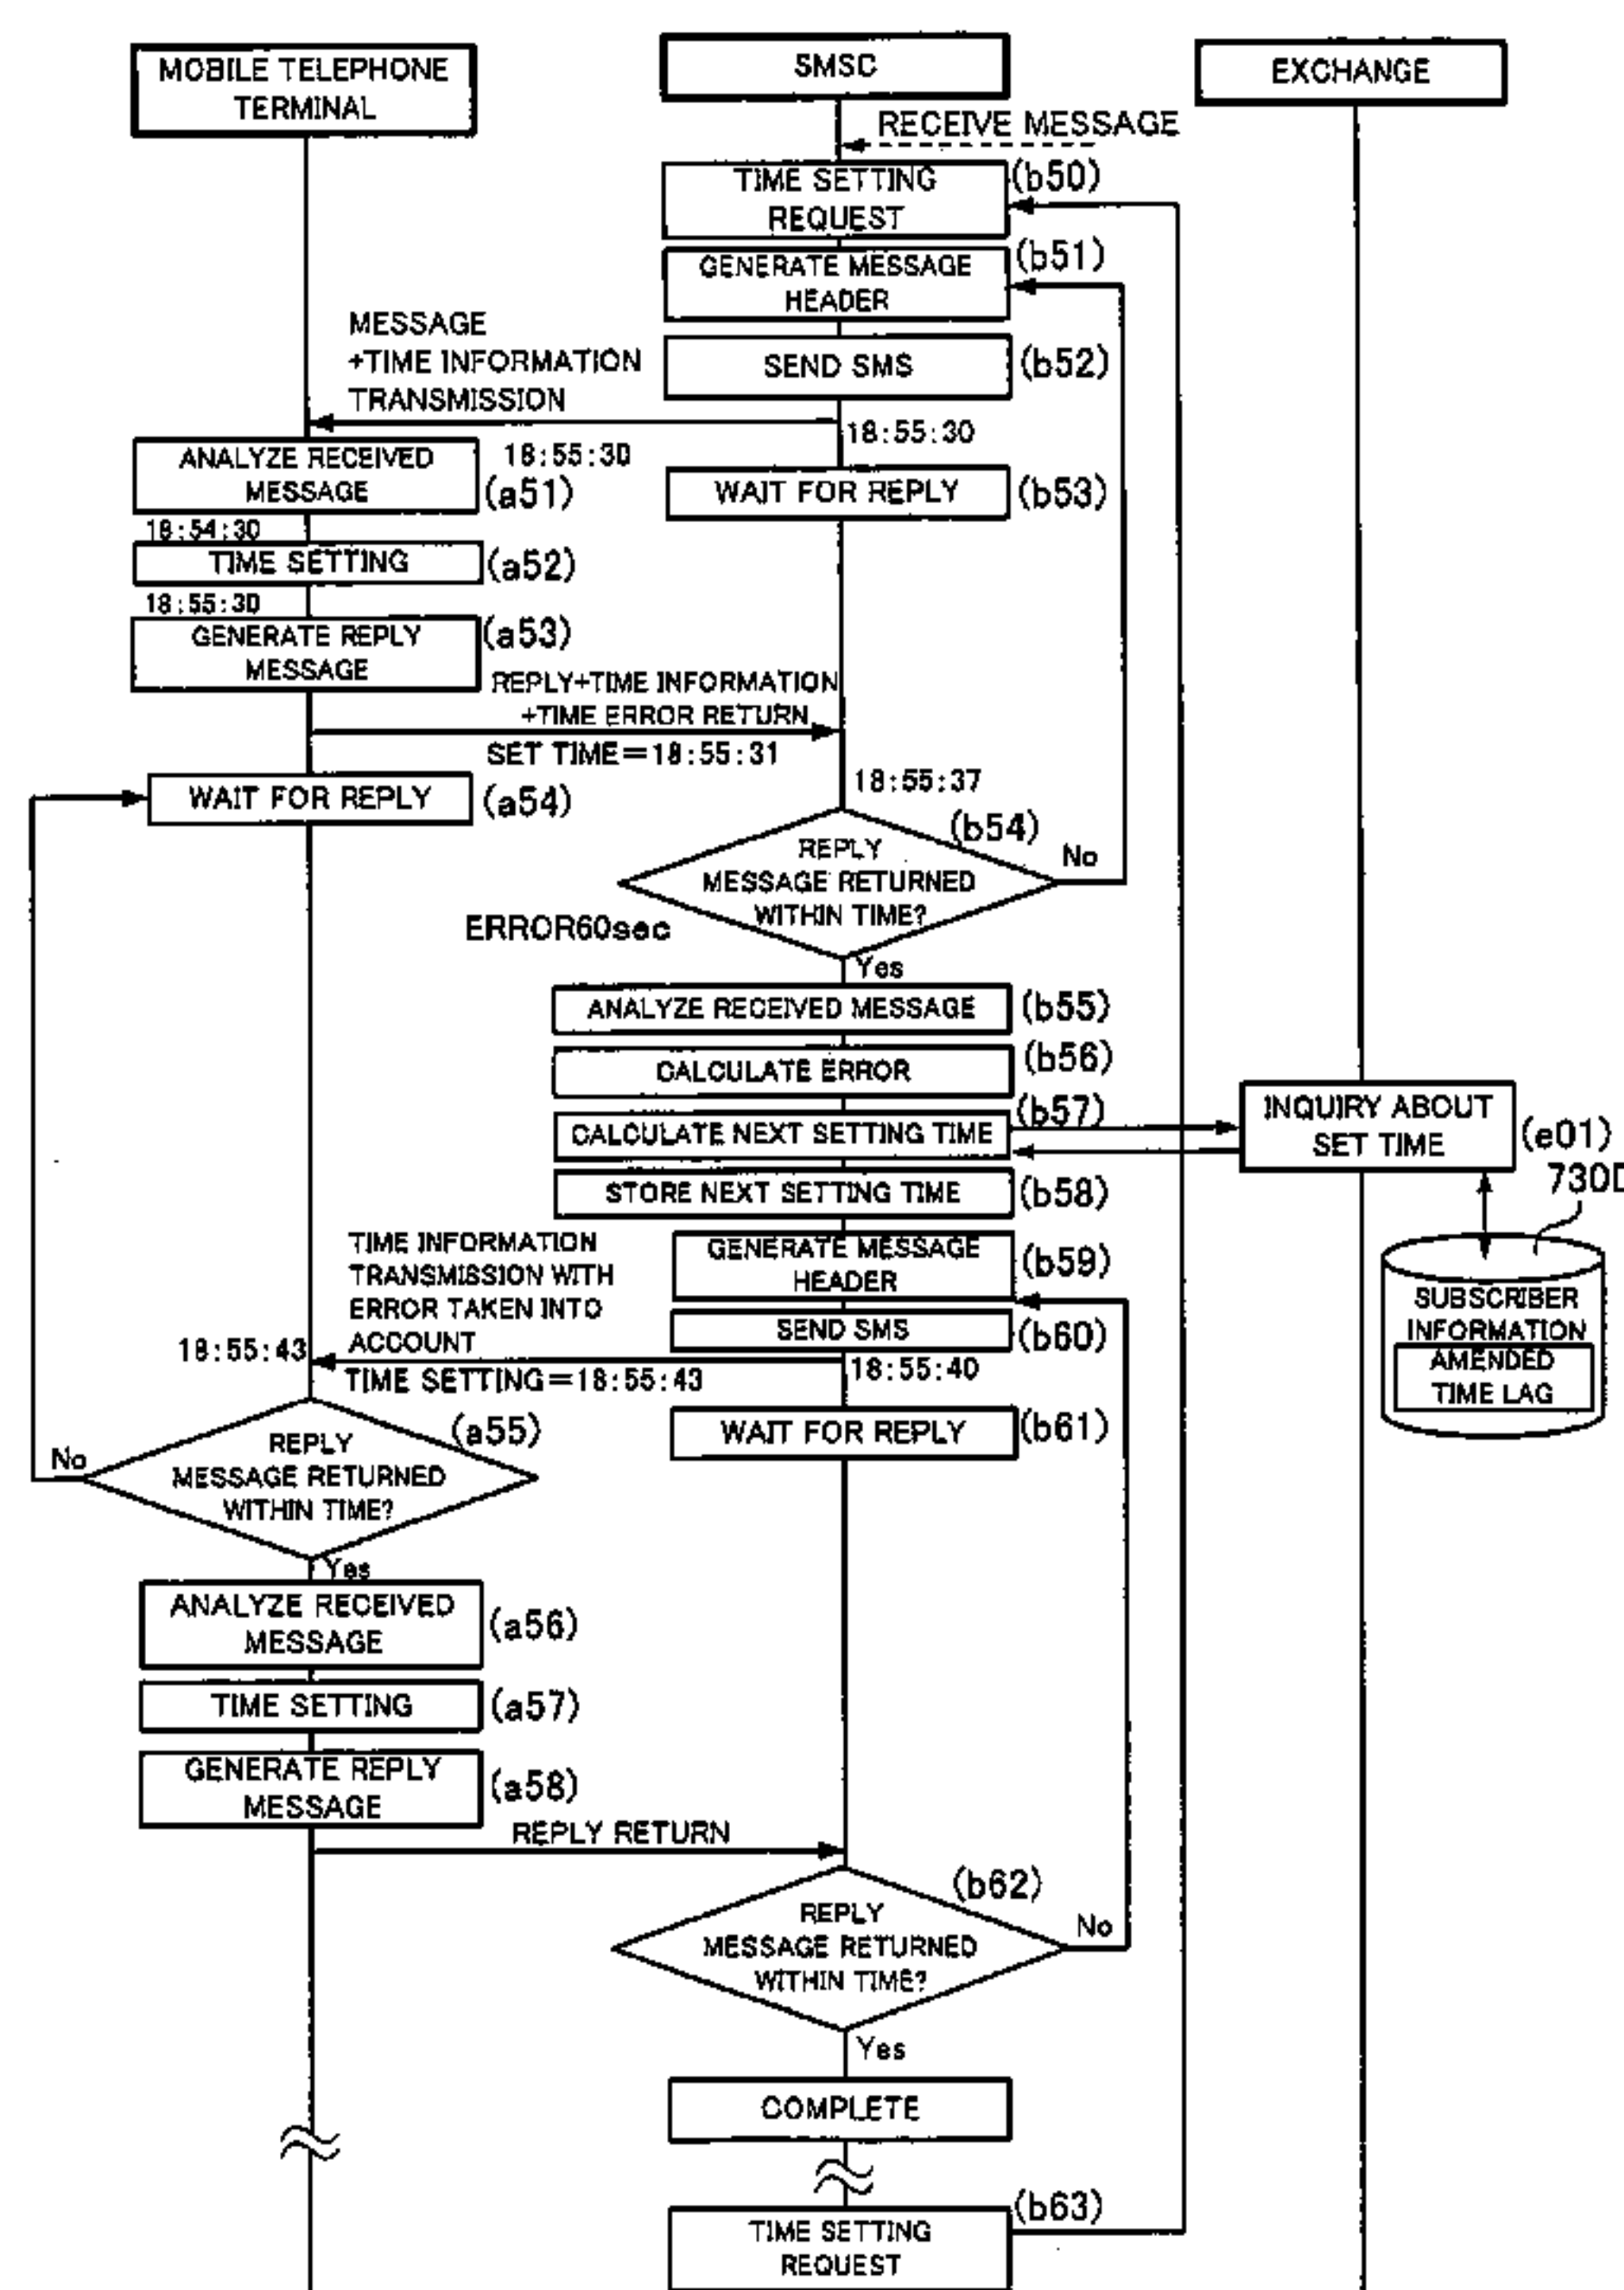 MOBILE TELEPHONE
TERMINAL
SMSC
EXCHANGE
RECEIVE MESSAGE
TIME SETTING
REQUEST
(b50)
GENERATE MESSAGE
HEADER
(b51)
MESSAGE
+TIME INFORMATION
TRANSMISSION
SEND SMS
(b52)
18:55:30
18:55:30
ANALYZE RECEIVED
MESSAGE
(a51)
WAIT FOR REPLY
(b53)
18:54:30
TIME SETTING
(a52)
18:55:30
GENERATE REPLY
MESSAGE
(a53)
REPLY+TIME INFORMATION
+TIME ERROR RETURN
SET TIME=18:55:31
WAIT FOR REPLY
(a54)
18:55:37
(b54)
REPLY
MESSAGE RETURNED
WITHIN TIME?
No
ERROR60sec
Yes
ANALYZE RECEIVED MESSAGE
(b55)
CALCULATE ERROR
(b56)
CALCULATE NEXT SETTING TIME
(b57)
INQUIRY ABOUT
SET TIME
(e01)
730D
STORE NEXT SETTING TIME
(b58)
TIME INFORMATION
TRANSMISSION WITH
ERROR TAKEN INTO
ACCOUNT
GENERATE MESSAGE
HEADER
(b59)
SUBSCRIBER
INFORMATION
AMENDED
TIME LAG
SEND SMS
(b60)
18:55:43
18:55:40
TIME SETTING=18:55:43
WAIT FOR REPLY
(b61)
(a55)
REPLY
MESSAGE RETURNED
WITHIN TIME?
No
Yes
ANALYZE RECEIVED
MESSAGE
(a56)
TIME SETTING
(a57)
GENERATE REPLY
MESSAGE
(a58)
REPLY RETURN
(b62)
REPLY
MESSAGE RETURNED
WITHIN TIME?
No
Yes
COMPLETE
(b63)
TIME SETTING
REQUEST